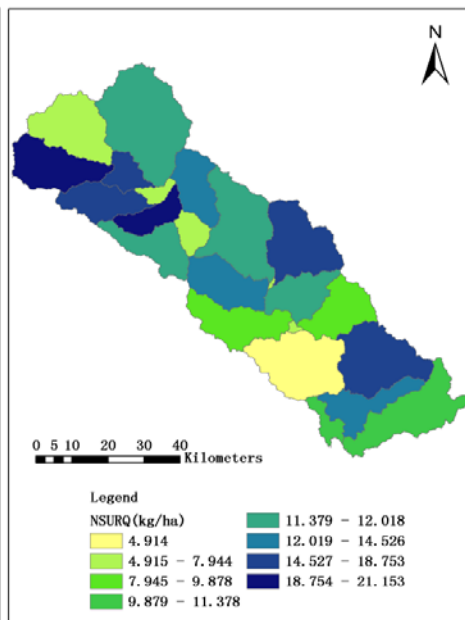 N
0 5 10 20 30 40
Kilometers
Legend
NSURQ(kg/ha)
4.914
4.915 - 7.944
7.945 - 9.878
9.879 - 11.378
11.379 - 12.018
12.019 - 14.526
14.527 - 18.753
18.754 - 21.153